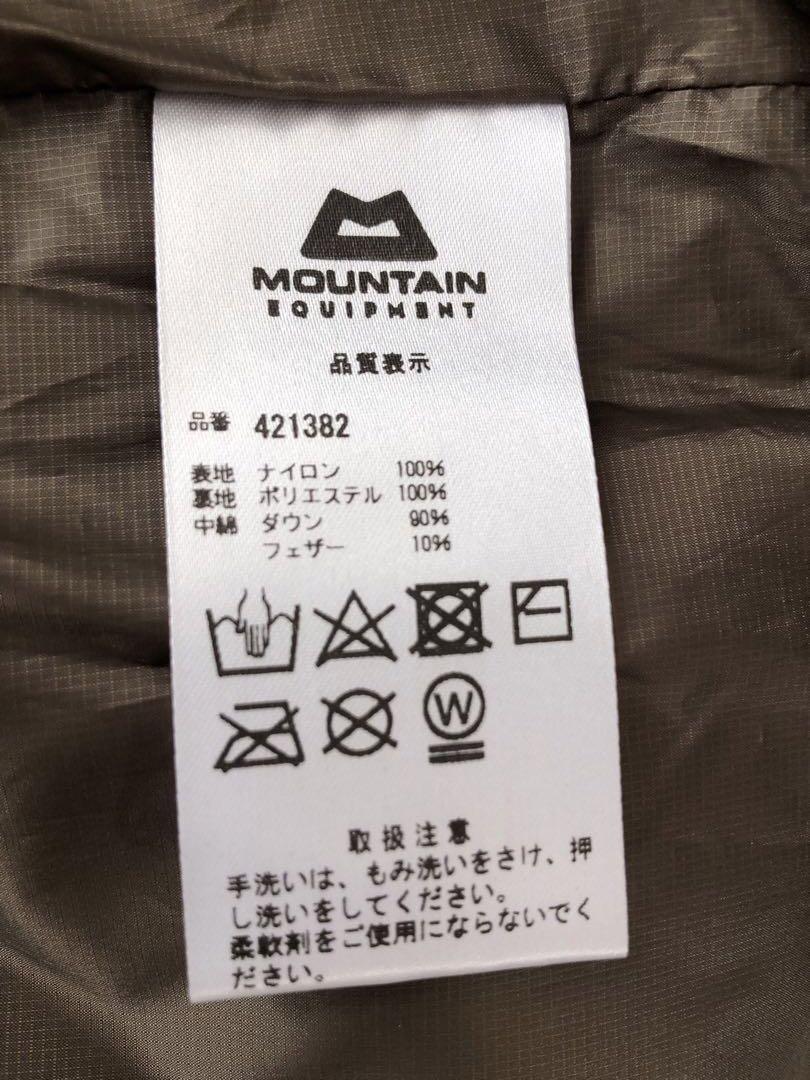 MOUNTAIN
EQUIPMENT
品質表示
品番 421382
表地 ナイロン 100%
裏地 ポリエステル 100%
中綿 ダウン 90%
フェザー 10%
W
取扱注意
手洗いは、もみ洗いをさけ、押
し洗いをしてください。
柔軟剤をご使用にならないでく
ださい。